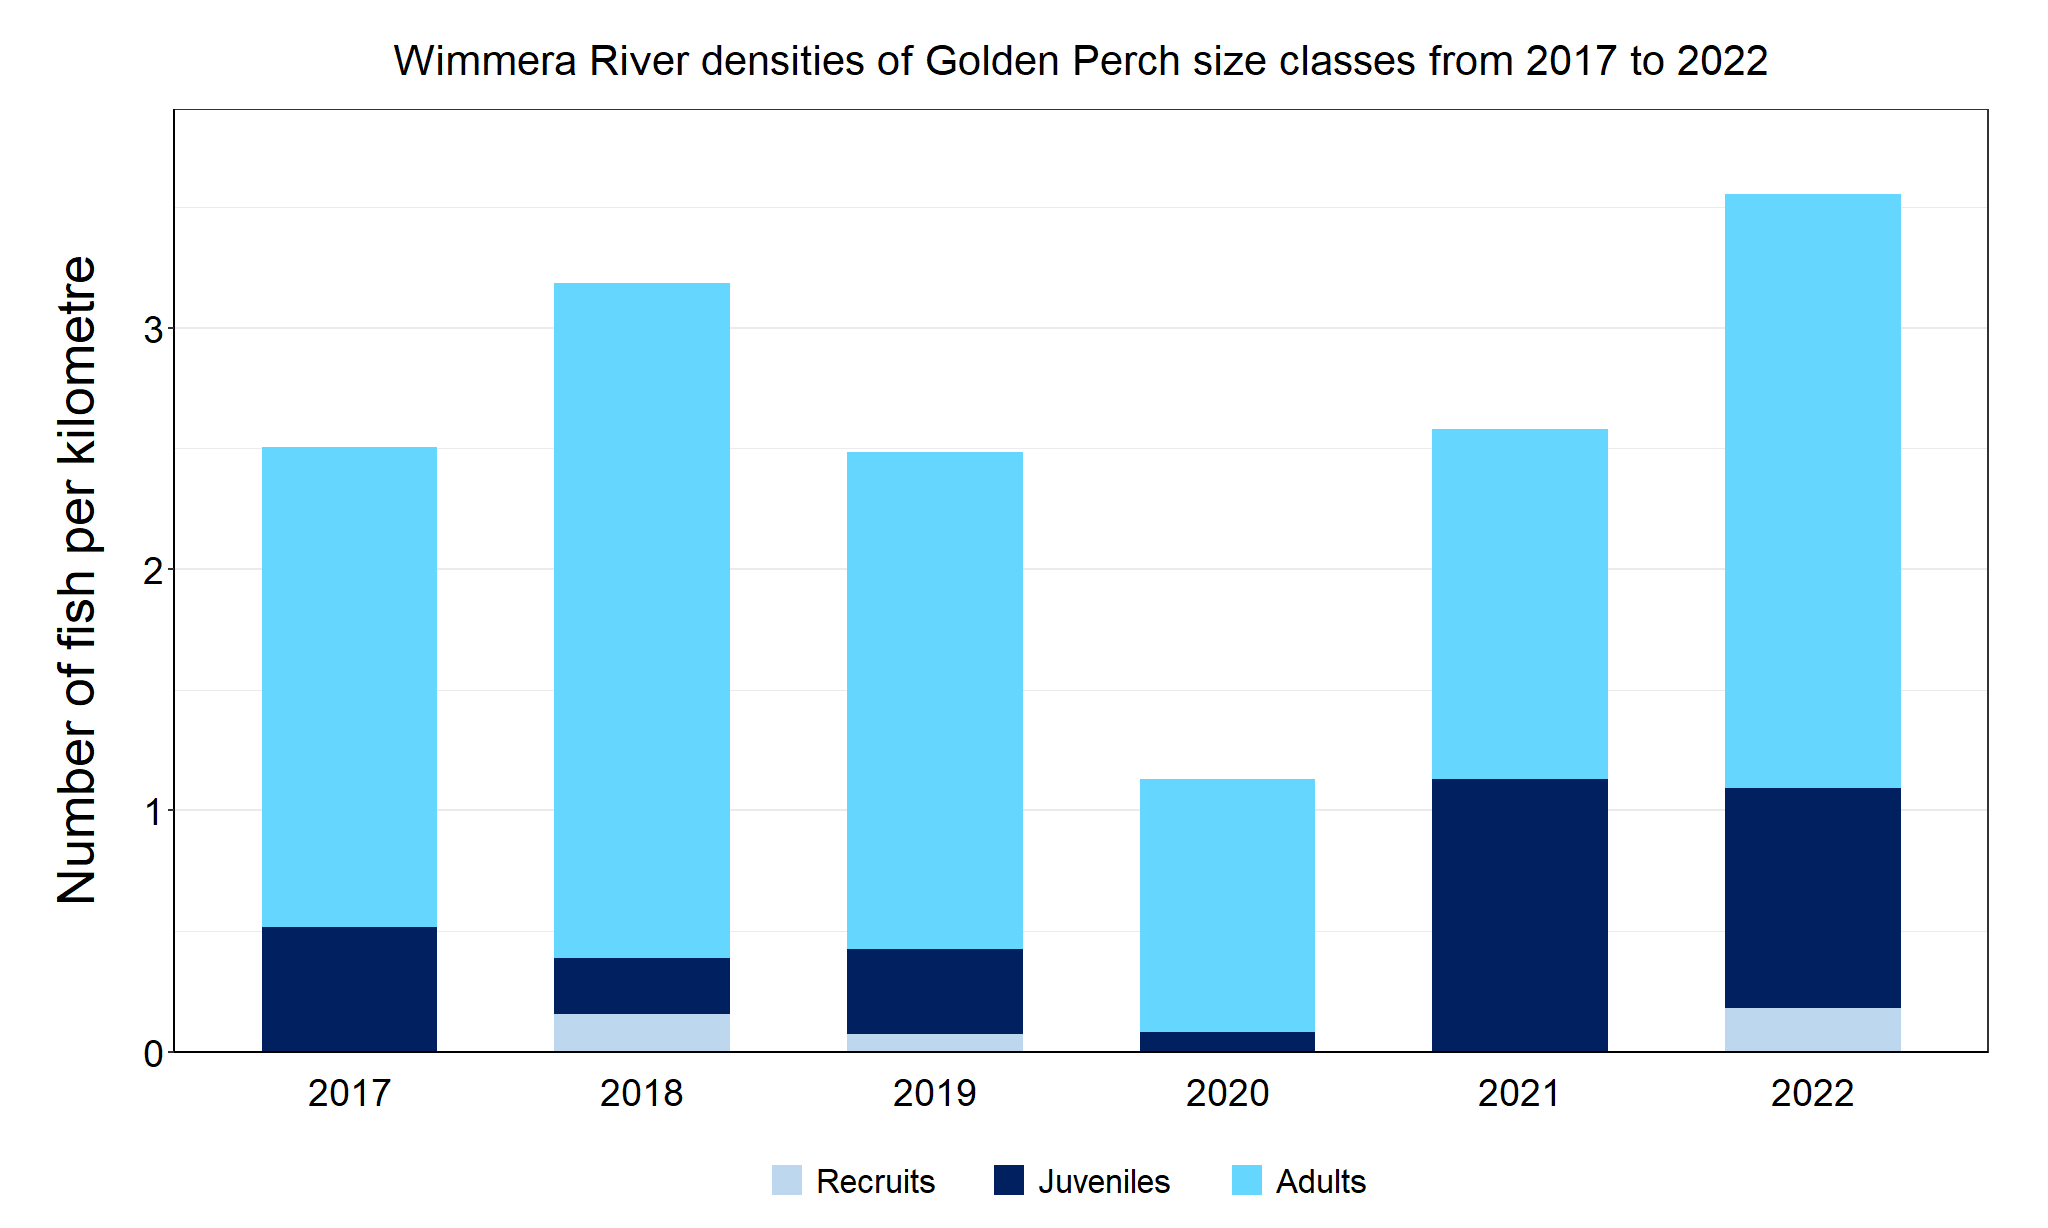 Wimmera River densities of Golden Perch size classes from 2017 to 2022
Number of fish per kilometre
3
2
1
0
2017 2018 2019 2020 2021 2022
Recruits Juveniles Adults